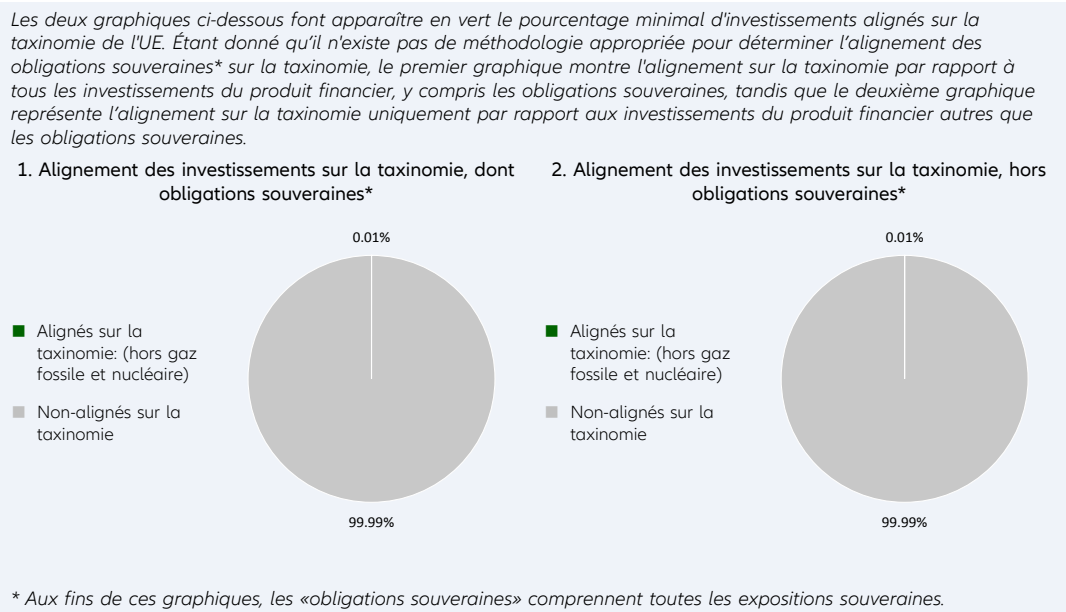 Les deux graphiques ci-dessous font apparaître en vert le pourcentage minimal d'investissements alignés sur la
taxinomie de l'UE. Étant donné qu’il n'existe pas de méthodologie appropriée pour déterminer l’alignement des
obligations souveraines* sur la taxinomie, le premier graphique montre l'alignement sur la taxinomie par rapport à
tous les investissements du produit financier, y compris les obligations souveraines, tandis que le deuxième graphique
représente l’alignement sur la taxinomie uniquement par rapport aux investissements du produit financier autres que
les obligations souveraines.
1. Alignement des investissements sur la taxinomie, dont
obligations souveraines*
0.01%
Alignés sur la
taxinomie: (hors gaz
fossile et nucléaire)
Non-alignés sur la
taxinomie
99.99%
2. Alignement des investissements sur la taxinomie, hors
obligations souveraines*
0.01%
Alignés sur la
taxinomie: (hors gaz
fossile et nucléaire)
Non-alignés sur la
taxinomie
99.99%
* Aux fins de ces graphiques, les «obligations souveraines» comprennent toutes les expositions souveraines.